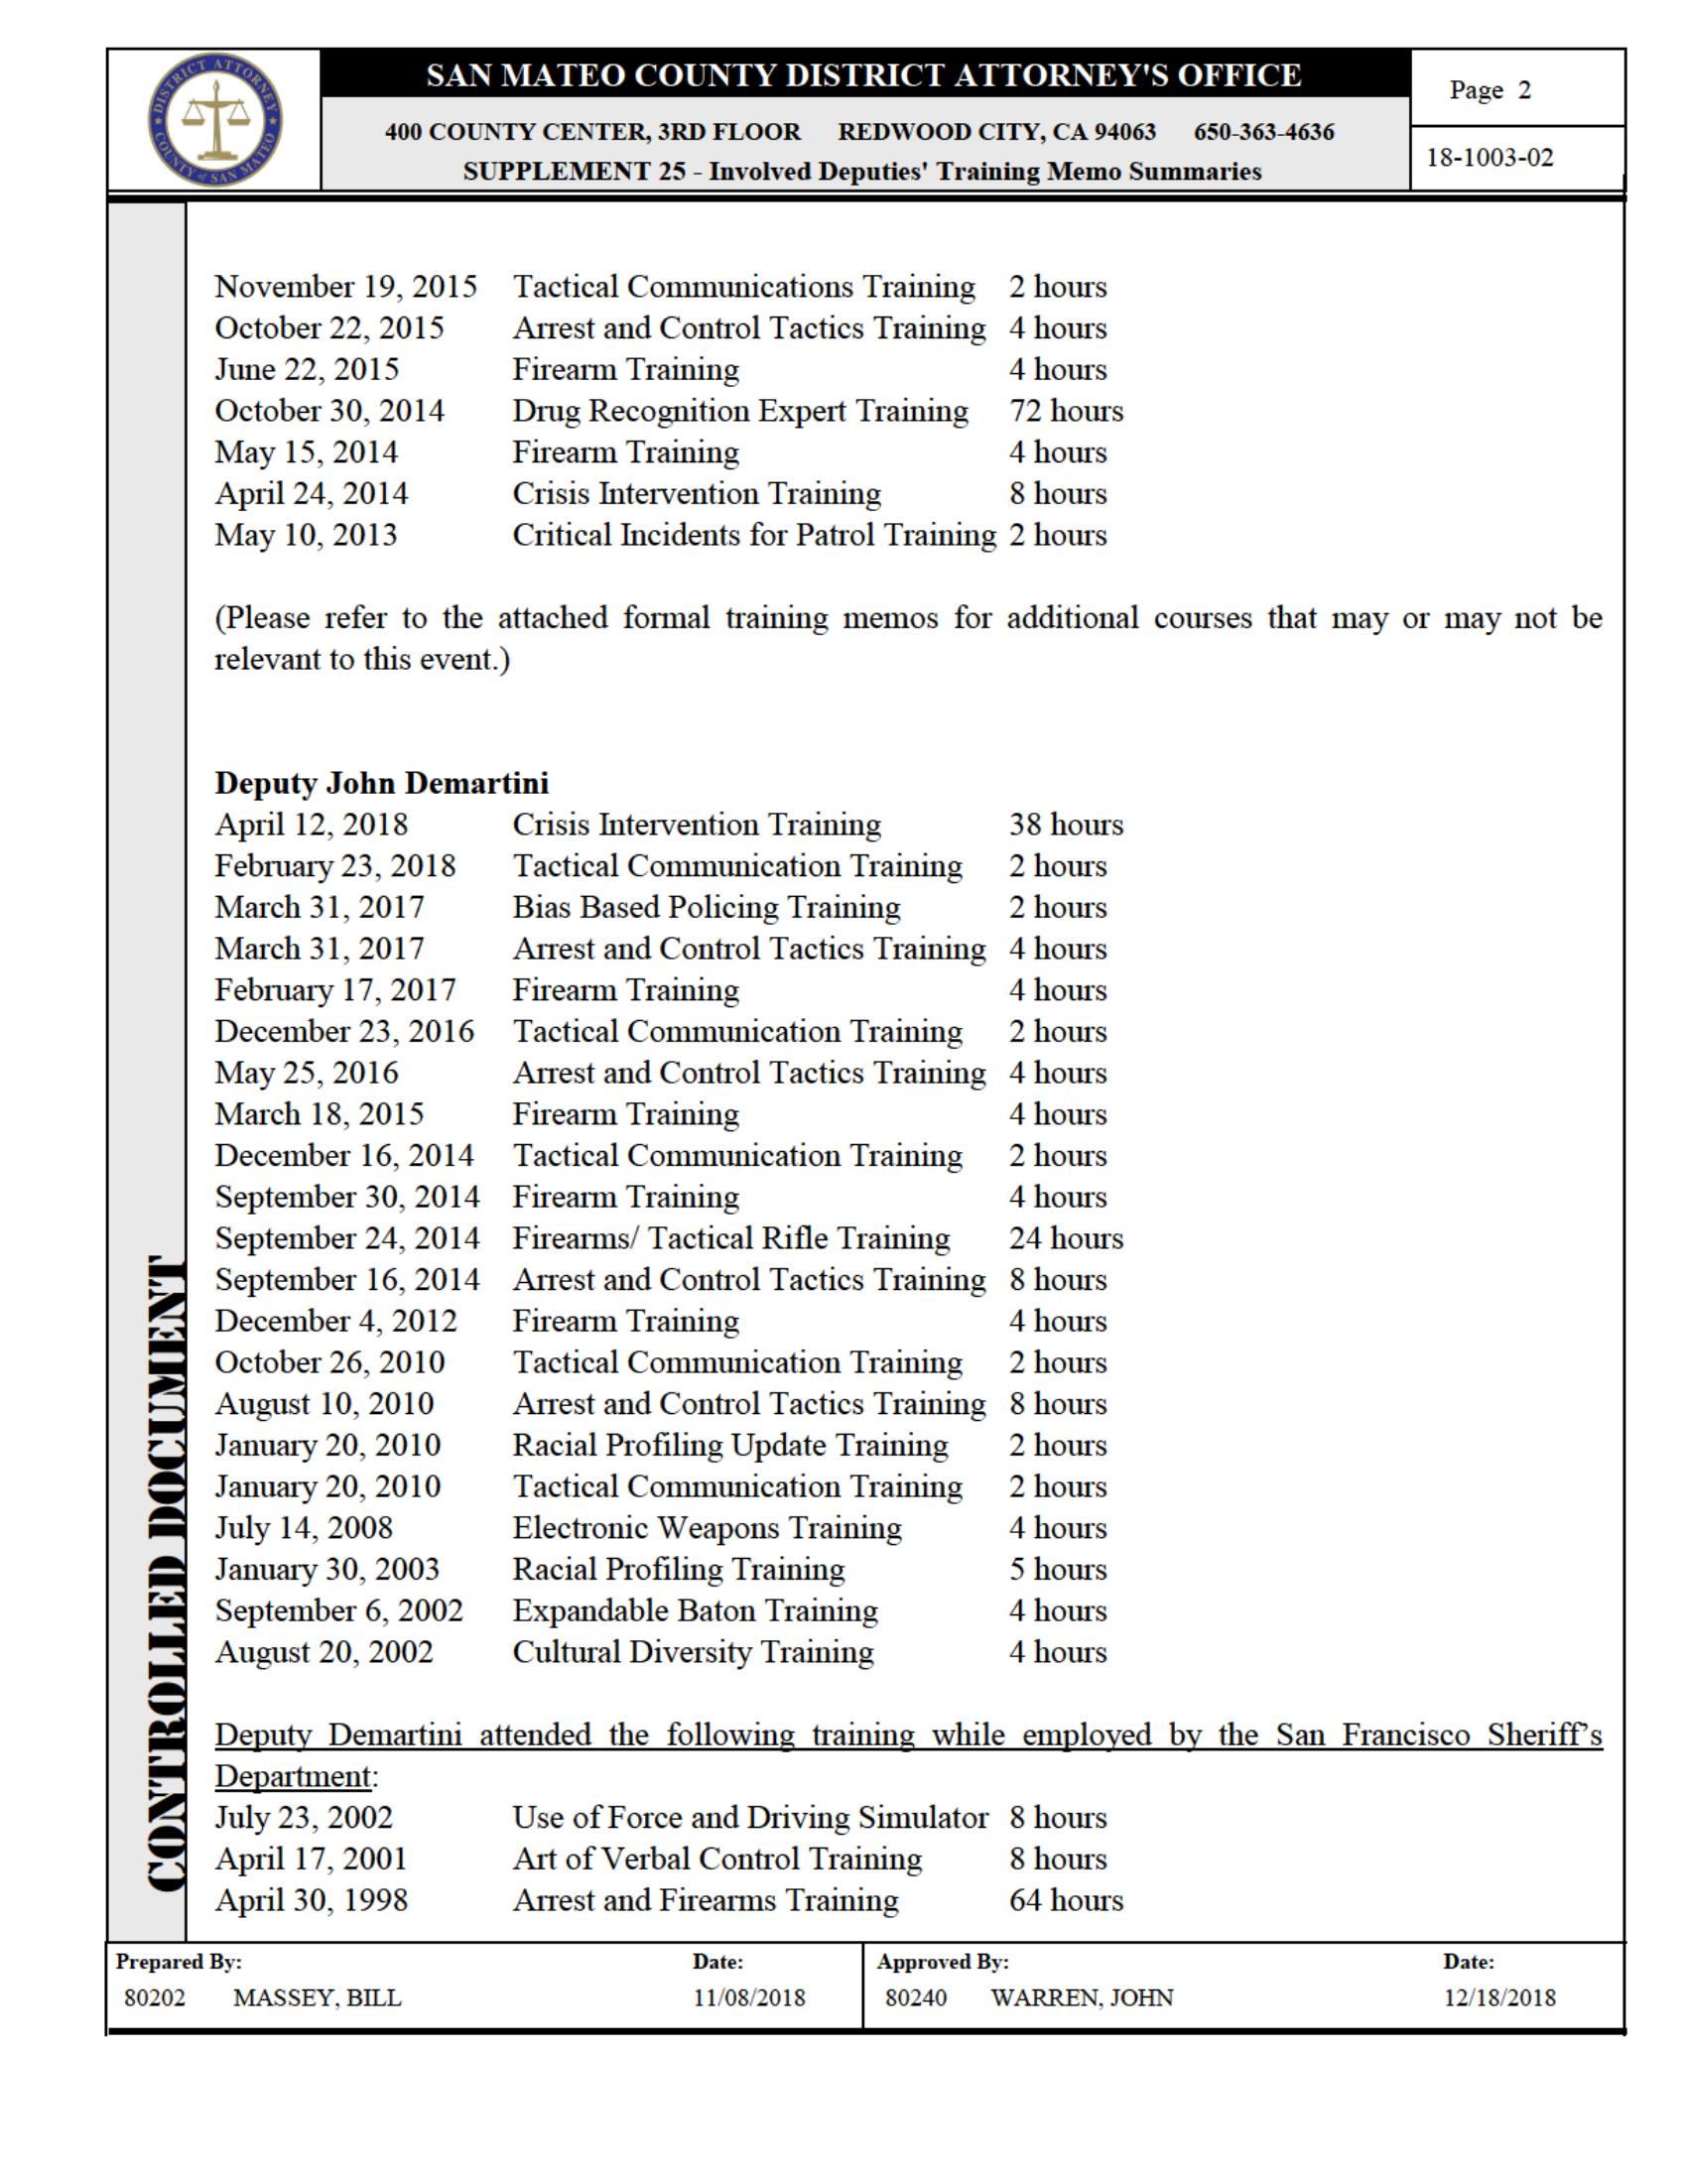 DISTRICT ATTORNEY
COUNTY of SAN MATEO
SAN MATEO COUNTY DISTRICT ATTORNEY'S OFFICE
400 COUNTY CENTER, 3RD FLOOR REDWOOD CITY, CA 94063 650-363-4636
SUPPLEMENT 25 - Involved Deputies' Training Memo Summaries
Page 2
18-1003-02
November 19, 2015 Tactical Communications Training 2 hours
October 22, 2015 Arrest and Control Tactics Training 4 hours
June 22, 2015 Firearm Training 4 hours
October 30, 2014 Drug Recognition Expert Training 72 hours
May 15, 2014 Firearm Training 4 hours
April 24, 2014 Crisis Intervention Training 8 hours
May 10, 2013 Critical Incidents for Patrol Training 2 hours
(Please refer to the attached formal training memos for additional courses that may or may not be
relevant to this event.)
Deputy John Demartini
April 12, 2018 Crisis Intervention Training 38 hours
February 23, 2018 Tactical Communication Training 2 hours
March 31, 2017 Bias Based Policing Training 2 hours
March 31, 2017 Arrest and Control Tactics Training 4 hours
February 17, 2017 Firearm Training 4 hours
December 23, 2016 Tactical Communication Training 2 hours
May 25, 2016 Arrest and Control Tactics Training 4 hours
March 18, 2015 Firearm Training 4 hours
December 16, 2014 Tactical Communication Training 2 hours
September 30, 2014 Firearm Training 4 hours
September 24, 2014 Firearms/ Tactical Rifle Training 24 hours
September 16, 2014 Arrest and Control Tactics Training 8 hours
December 4, 2012 Firearm Training 4 hours
October 26, 2010 Tactical Communication Training 2 hours
August 10, 2010 Arrest and Control Tactics Training 8 hours
January 20, 2010 Racial Profiling Update Training 2 hours
January 20, 2010 Tactical Communication Training 2 hours
July 14, 2008 Electronic Weapons Training 4 hours
January 30, 2003 Racial Profiling Training 5 hours
September 6, 2002 Expandable Baton Training 4 hours
August 20, 2002 Cultural Diversity Training 4 hours
Deputy Demartini attended the following training while employed by the San Francisco Sheriff’s
Department:
July 23, 2002 Use of Force and Driving Simulator 8 hours
April 17, 2001 Art of Verbal Control Training 8 hours
April 30, 1998 Arrest and Firearms Training 64 hours
CONTROLLED DOCUMENT
Prepared By: Date: Approved By: Date:
80202 MASSEY, BILL 11/08/2018 80240 WARREN, JOHN 12/18/2018